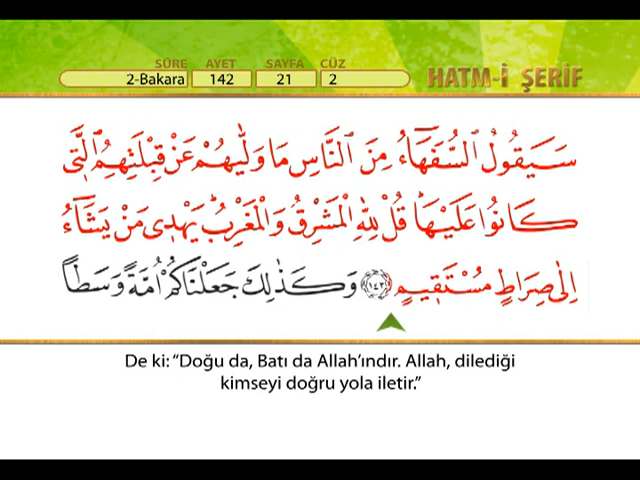 SÛRE AYET SAYFA CÜZ
2-Bakara 142 21 2
HATM-İ ŞERİF
سَيَقُولُ السُّفَهَٓاءُ مِنَ النَّاسِ مَا وَلّٰيهُمْ عَنْ قِبْلَتِهِمُ الَّتٖي
كَانُوا عَلَيْهَاؕ قُلْ لِلّٰهِ الْمَشْرِقُ وَالْمَغْرِبُؕ يَهْدٖي مَنْ يَشَٓاءُ
اِلٰى صِرَاطٍ مُسْتَقٖيمٍ ﴿١٤٢﴾ وَكَذٰلِكَ جَعَلْنَاكُمْ اُمَّةً وَسَطًا
De ki: “Doğu da, Batı da Allah’ındır. Allah, dilediği
kimseyi doğru yola iletir.”